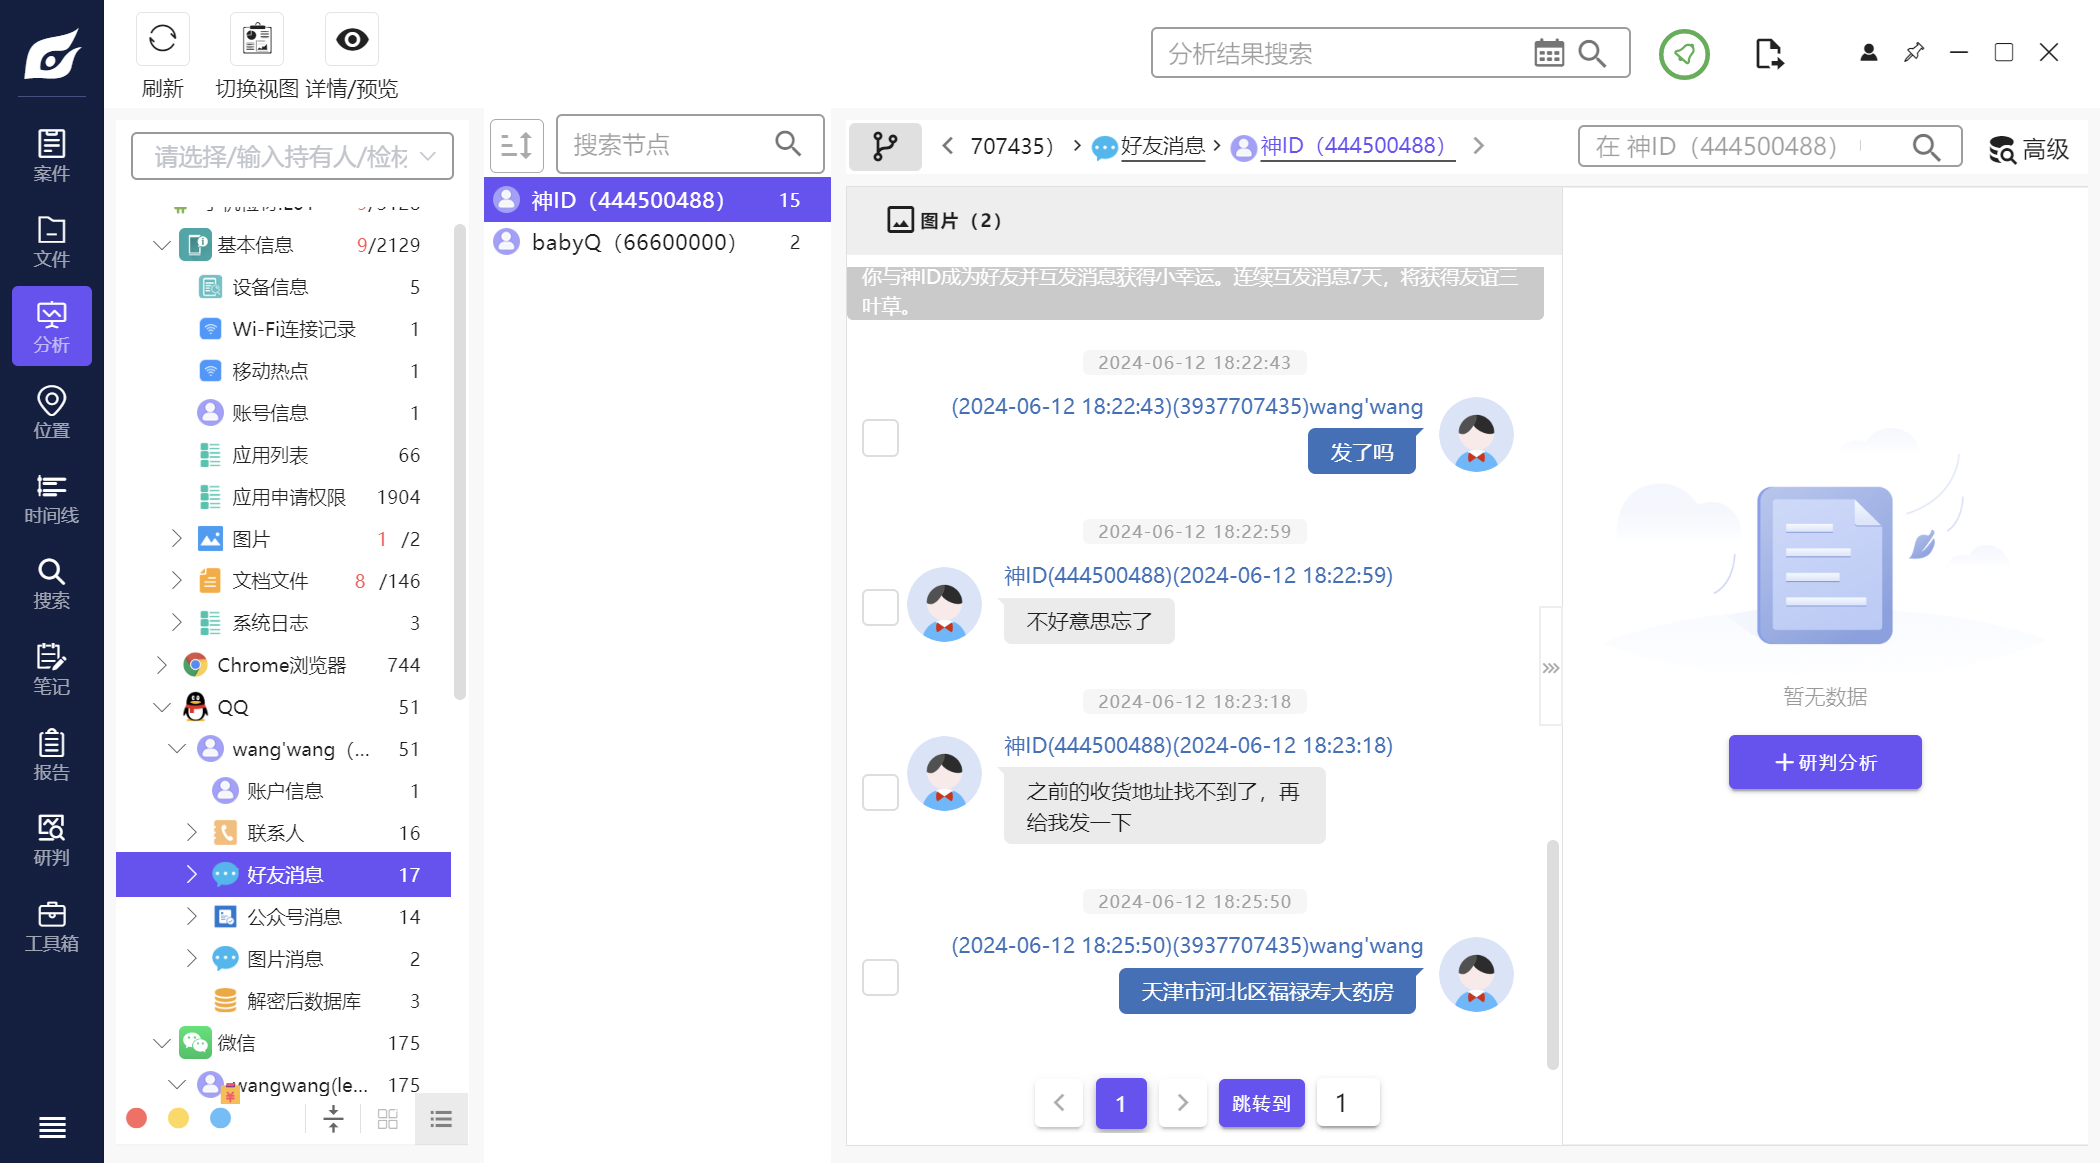 刷新
切换视图
详情/预览
分析结果搜索
案件
文件
分析
位置
时间线
搜索
笔记
报告
研判
工具箱
请选择/输入持有人/检材
基本信息 9/2129
设备信息 5
Wi-Fi连接记录 1
移动热点 1
账号信息 1
应用列表 66
应用申请权限 1904
图片 1 /2
文档文件 8 /146
系统日志 3
Chrome浏览器 744
QQ 51
wang'wang（... 51
账户信息 1
联系人 16
好友消息 17
公众号消息 14
图片消息 2
解密后数据库 3
微信 175
wangwang(le... 175
搜索节点
神ID（444500488） 15
babyQ（66600000） 2
707435） 好友消息 神ID（444500488）
在 神ID（444500488）
高级
图片（2）
你与神ID成为好友并互发消息获得小幸运。连续互发消息7天，将获得友谊三
叶草。
2024-06-12 18:22:43
(2024-06-12 18:22:43)(3937707435)wang'wang
发了吗
2024-06-12 18:22:59
神ID(444500488)(2024-06-12 18:22:59)
不好意思忘了
2024-06-12 18:23:18
神ID(444500488)(2024-06-12 18:23:18)
之前的收货地址找不到了，再
给我发一下
2024-06-12 18:25:50
(2024-06-12 18:25:50)(3937707435)wang'wang
天津市河北区福禄寿大药房
1
跳转到
1
暂无数据
研判分析